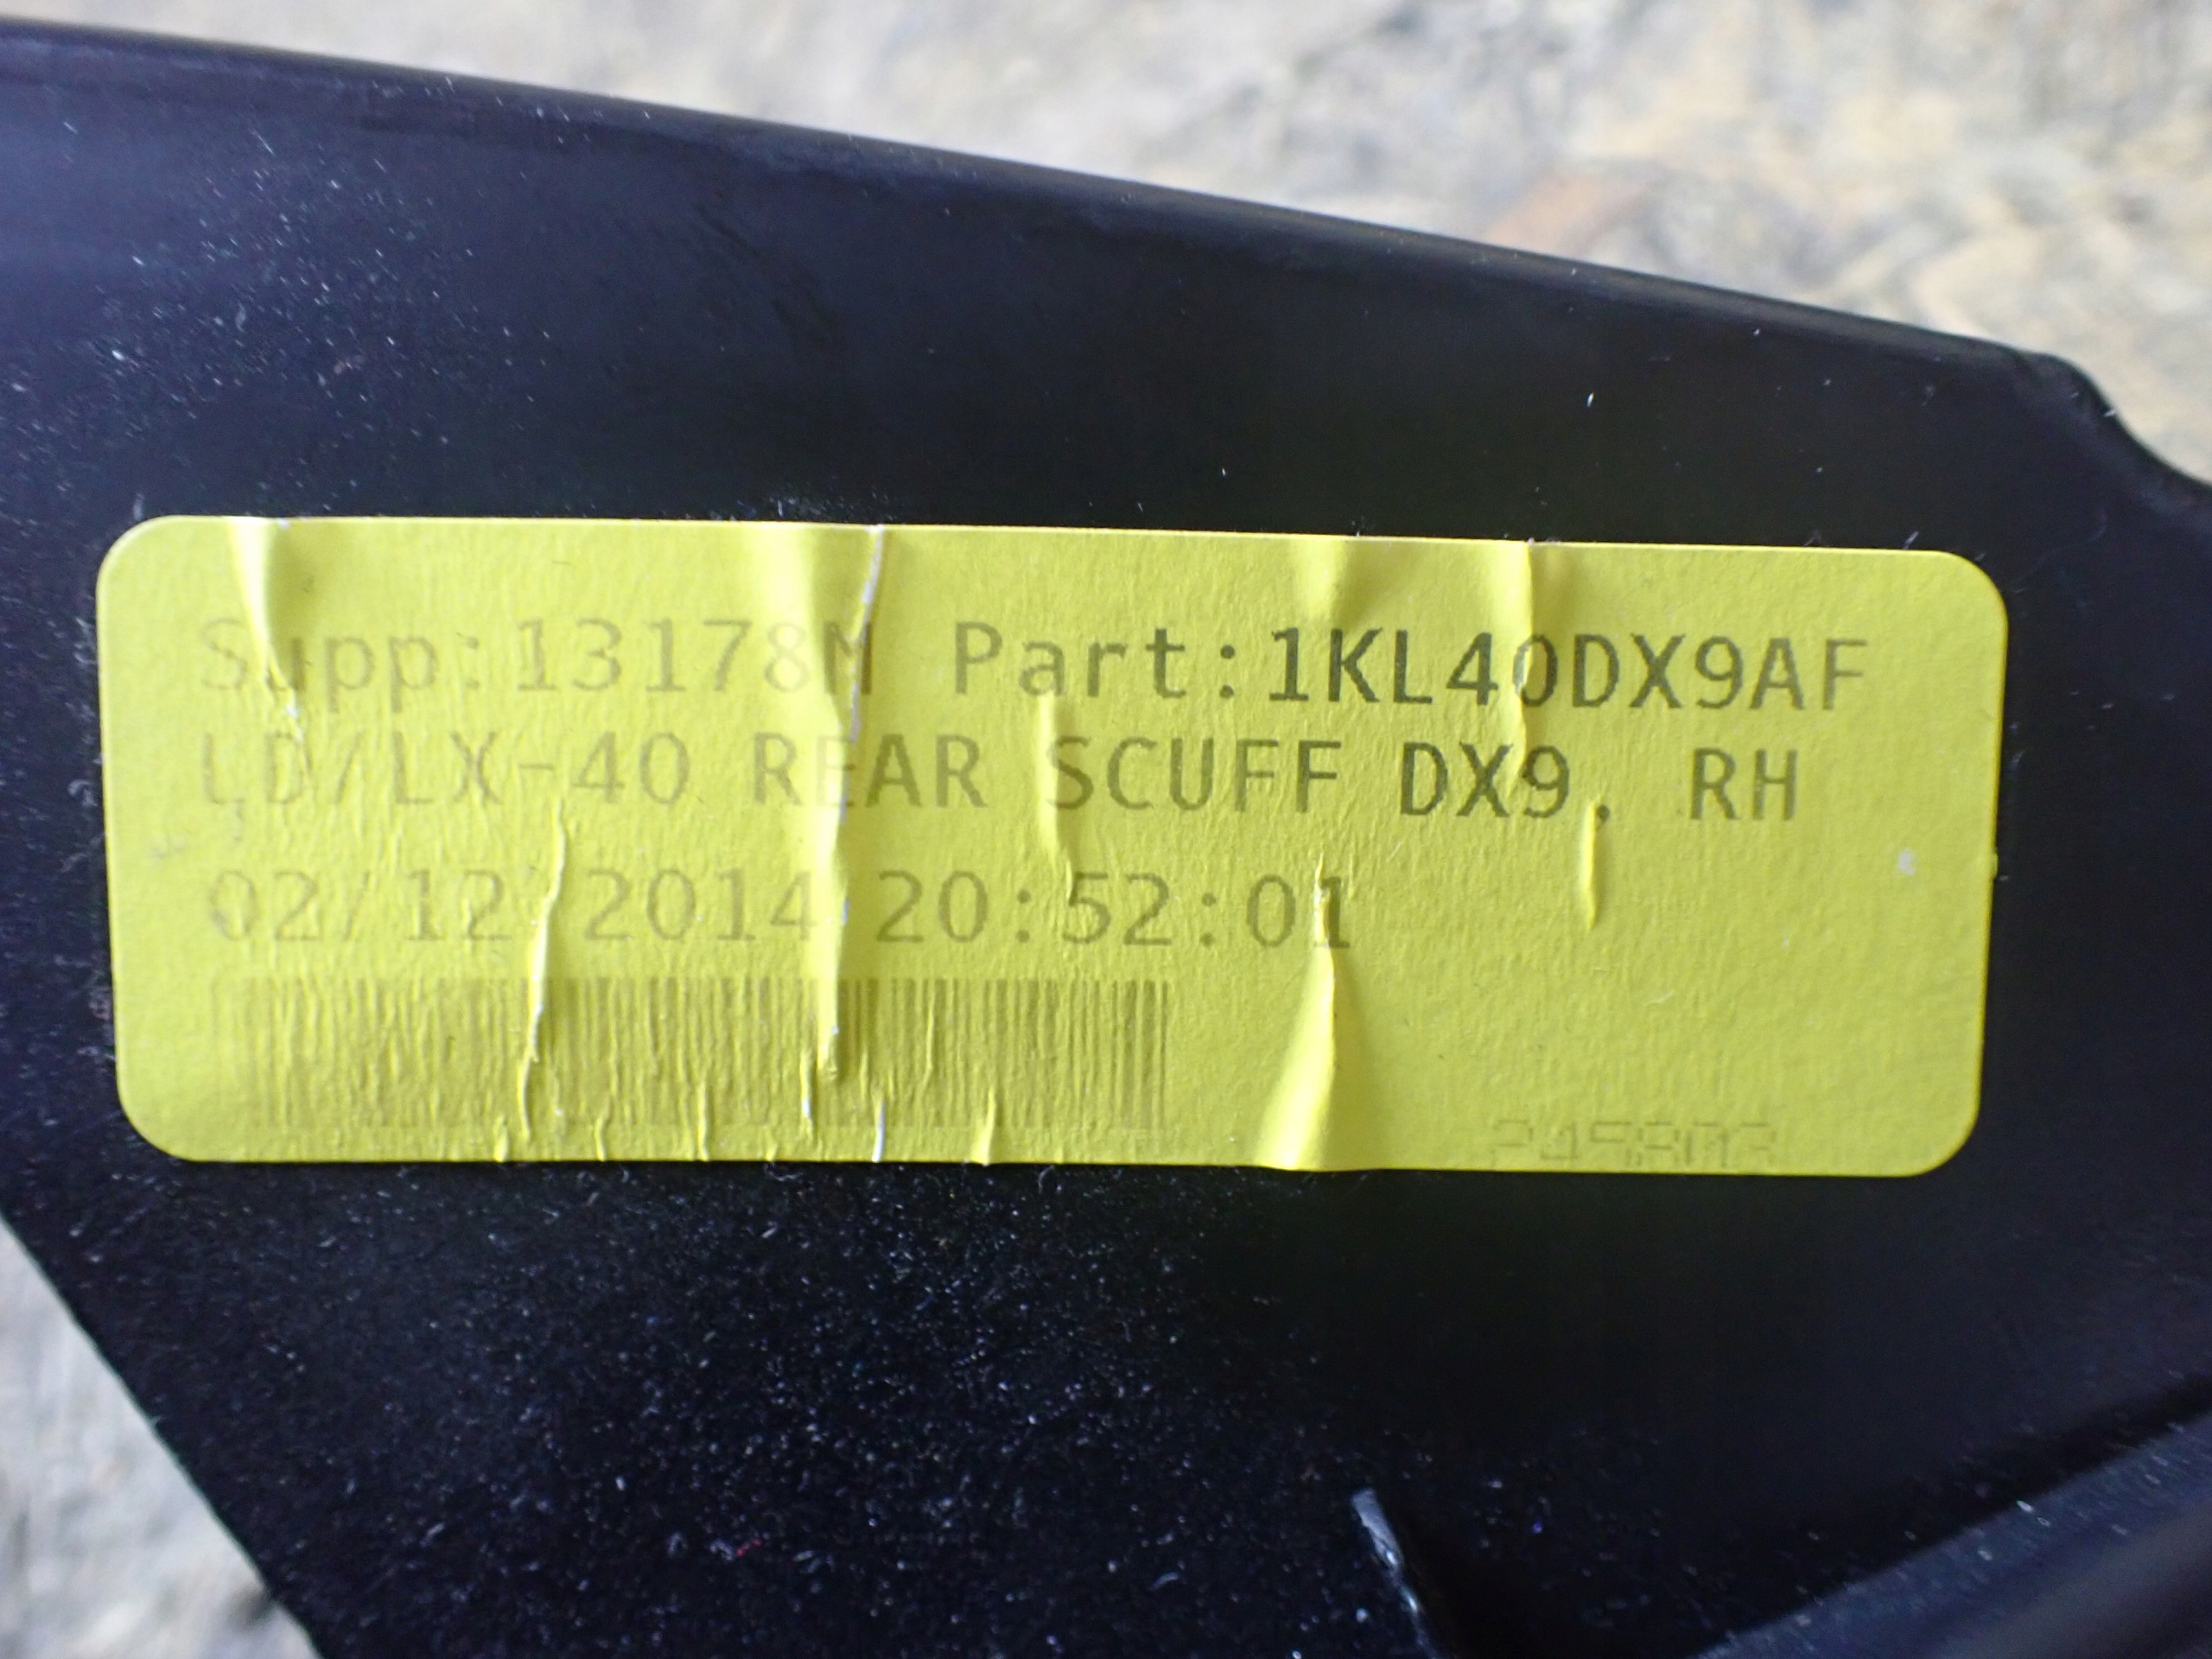 Supp:13178M Part:1KL40DX9AF
LD/LX-40 REAR SCUFF DX9. RH
02/12 2014 20:52:01